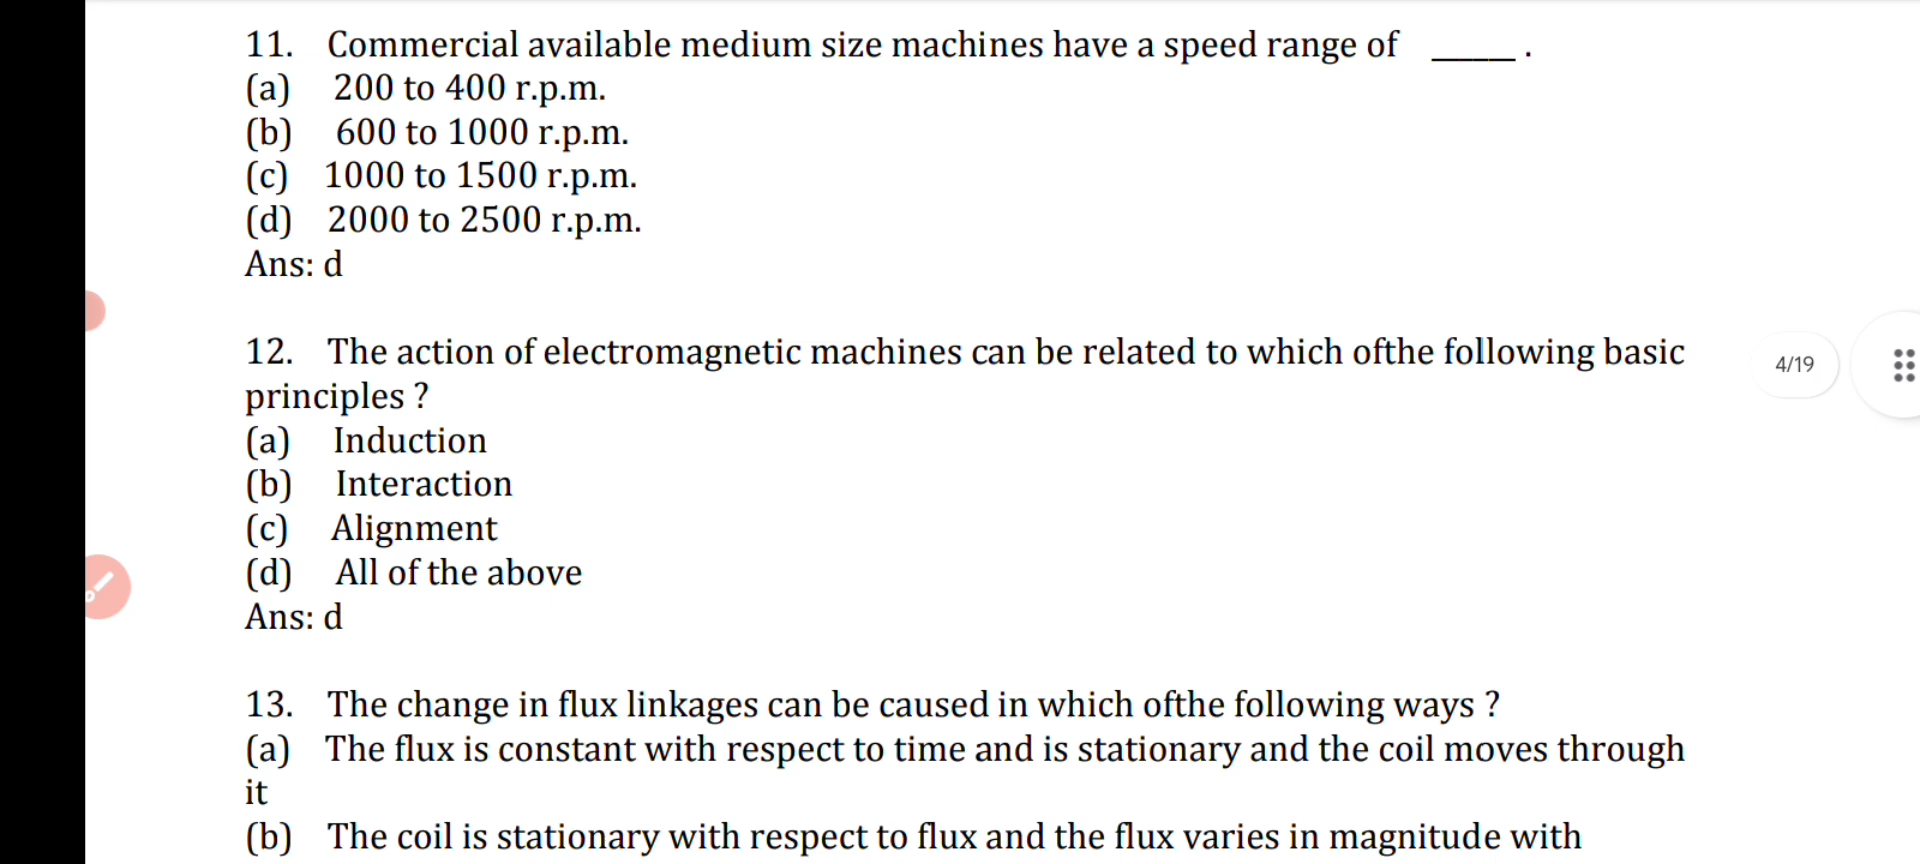 11. Commercial available medium size machines have a speed range of _____ .
(a) 200 to 400 r.p.m.
(b) 600 to 1000 r.p.m.
(c) 1000 to 1500 r.p.m.
(d) 2000 to 2500 r.p.m.
Ans: d
12. The action of electromagnetic machines can be related to which ofthe following basic
principles ?
4/19
(a) Induction
(b) Interaction
(c) Alignment
(d) All of the above
Ans: d
13. The change in flux linkages can be caused in which ofthe following ways ?
(a) The flux is constant with respect to time and is stationary and the coil moves through
it
(b) The coil is stationary with respect to flux and the flux varies in magnitude with